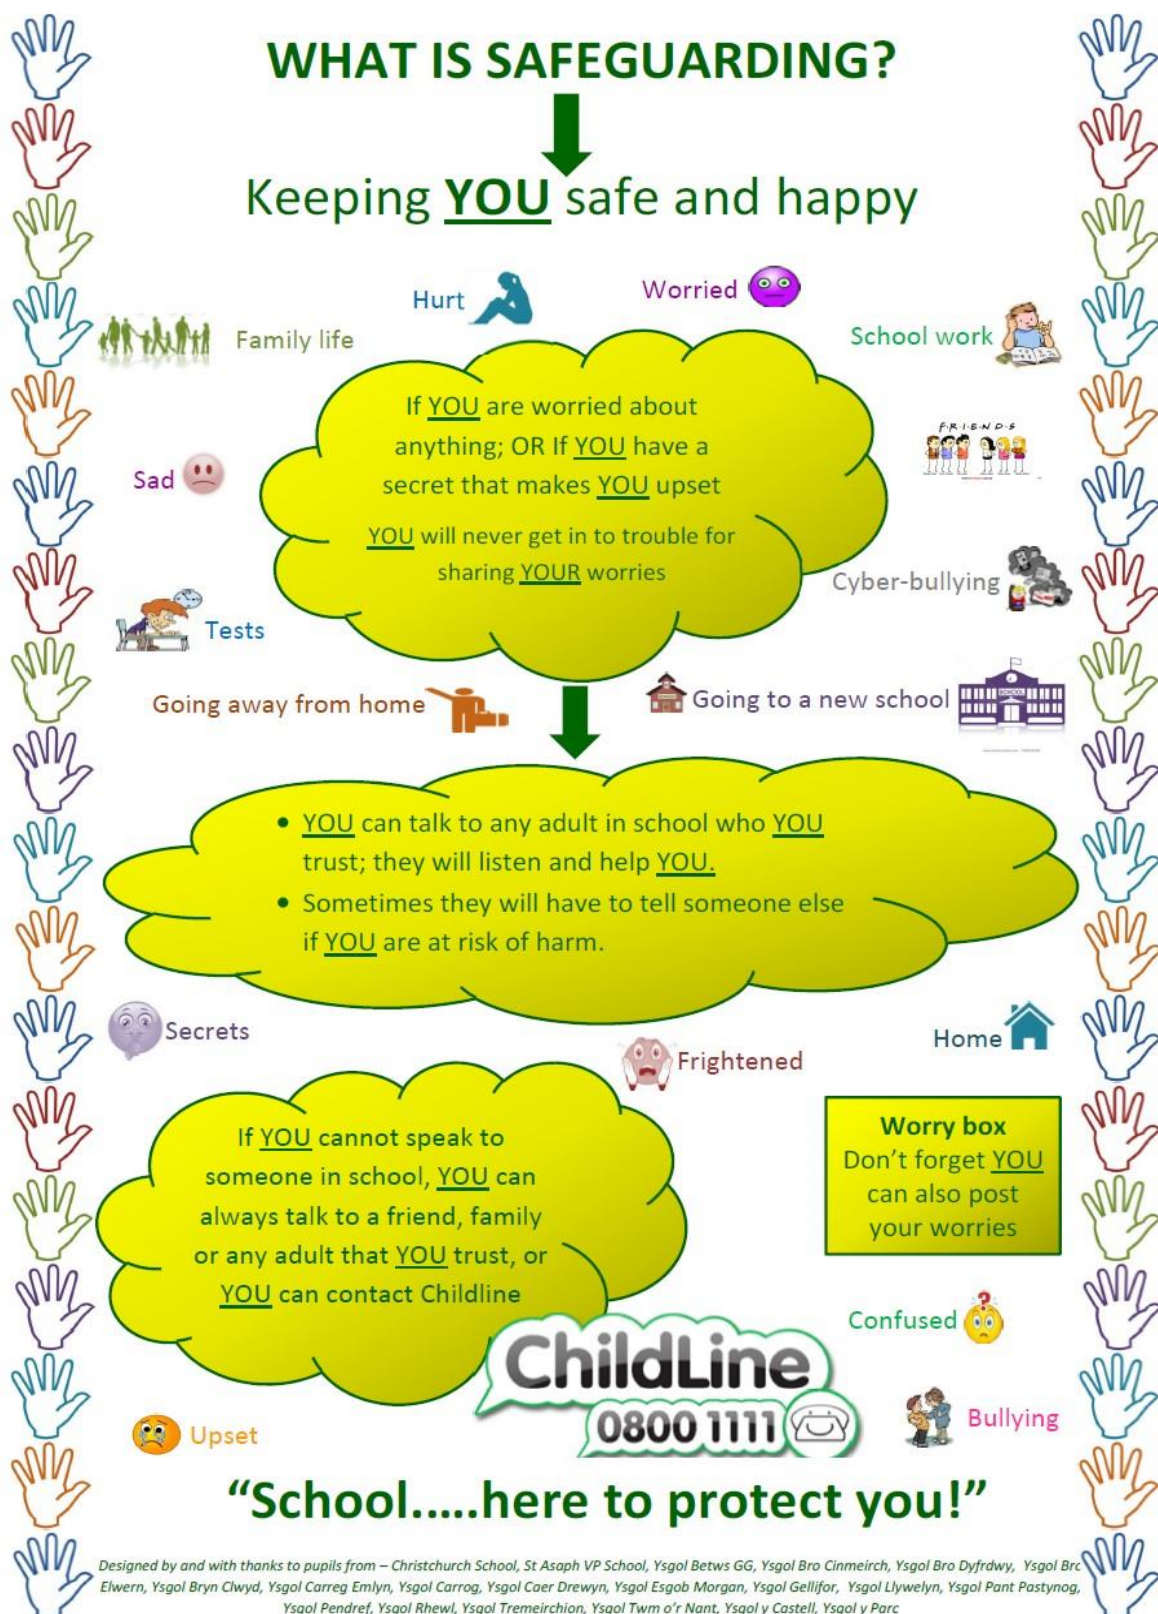 WHAT IS SAFEGUARDING?
Keeping YOU safe and happy
Hurt
Worried
Family life
School work
F·R·I·E·N·D·S
If YOU are worried about
anything; OR If YOU have a
secret that makes YOU upset
YOU will never get in to trouble for
sharing YOUR worries
Sad
Cyber-bullying
Tests
Going away from home
SCHOOL
Going to a new school
• YOU can talk to any adult in school who YOU
trust; they will listen and help YOU.
• Sometimes they will have to tell someone else
if YOU are at risk of harm.
Secrets
Home
Frightened
If YOU cannot speak to
someone in school, YOU can
always talk to a friend, family
or any adult that YOU trust, or
YOU can contact Childline
Worry box
Don't forget YOU
can also post
your worries
Confused
ChildLine
0800 1111
Bullying
Upset
“School.....here to protect you!”
Designed by and with thanks to pupils from – Christchurch School, St Asaph VP School, Ysgol Betws GG, Ysgol Bro Cinmeirch, Ysgol Bro Dyfrdwy, Ysgol Bro
Elwern, Ysgol Bryn Clwyd, Ysgol Carreg Emlyn, Ysgol Carrog, Ysgol Caer Drewyn, Ysgol Esgob Morgan, Ysgol Gellifor, Ysgol Llywelyn, Ysgol Pant Pastynog,
Ysgol Pendref, Ysgol Rhewl, Ysgol Tremeirchion, Ysgol Twm o'r Nant, Ysgol y Castell, Ysgol y Parc